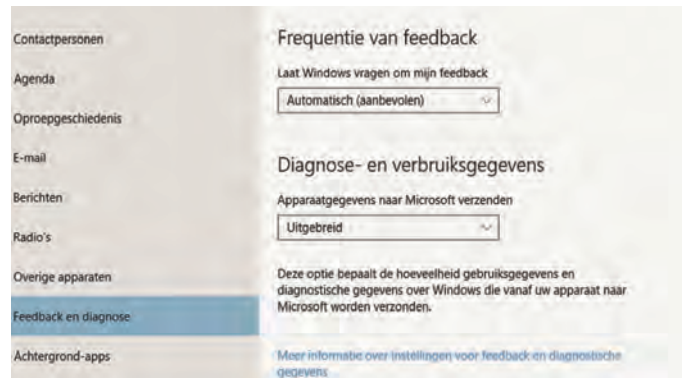 Contactpersonen
Agenda
Oproepgeschiedenis
E-mail
Berichten
Radio's
Overige apparaten
Feedback en diagnose
Achtergrond-apps
Frequentie van feedback
Laat Windows vragen om mijn feedback
Automatisch (aanbevolen)
Diagnose- en verbruiksgegevens
Apparaatgegevens naar Microsoft verzenden
Uitgebreid
Deze optie bepaalt de hoeveelheid gebruiksgegevens en
diagnostische gegevens over Windows die vanaf uw apparaat naar
Microsoft worden verzonden.
Meer informatie over instellingen voor feedback en diagnostische
gegevens